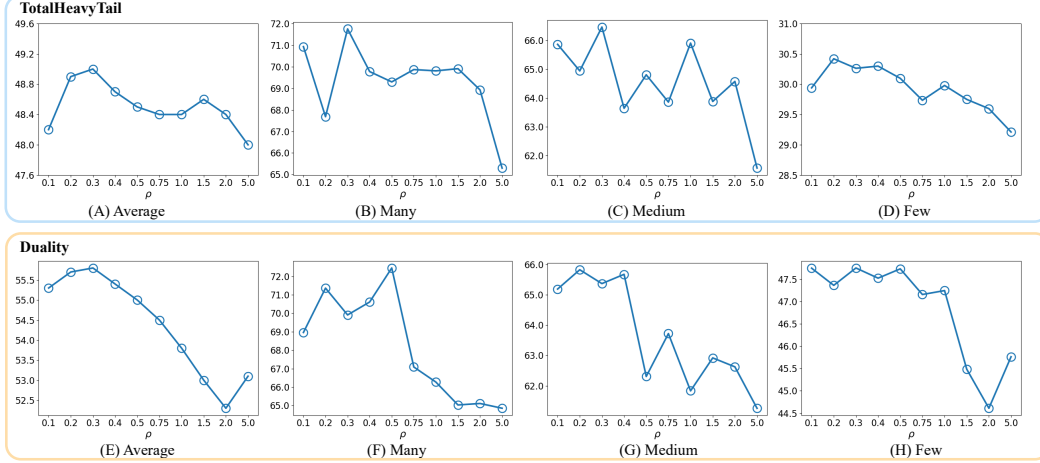 TotalHeavyTail
49.6
49.2
48.8
48.4
48.0
47.6
0.1 0.2 0.3 0.4 0.5 0.75 1.0 1.5 2.0 5.0
ρ
(A) Average
72.0
71.0
70.0
69.0
68.0
67.0
66.0
65.0
0.1 0.2 0.3 0.4 0.5 0.75 1.0 1.5 2.0 5.0
ρ
(B) Many
66.0
65.0
64.0
63.0
62.0
0.1 0.2 0.3 0.4 0.5 0.75 1.0 1.5 2.0 5.0
ρ
(C) Medium
31.0
30.5
30.0
29.5
29.0
28.5
0.1 0.2 0.3 0.4 0.5 0.75 1.0 1.5 2.0 5.0
ρ
(D) Few
Duality
55.5
55.0
54.5
54.0
53.5
53.0
52.5
0.1 0.2 0.3 0.4 0.5 0.75 1.0 1.5 2.0 5.0
ρ
(E) Average
72.0
71.0
70.0
69.0
68.0
67.0
66.0
65.0
0.1 0.2 0.3 0.4 0.5 0.75 1.0 1.5 2.0 5.0
ρ
(F) Many
66.0
65.0
64.0
63.0
62.0
0.1 0.2 0.3 0.4 0.5 0.75 1.0 1.5 2.0 5.0
ρ
(G) Medium
47.5
47.0
46.5
46.0
45.5
45.0
44.5
0.1 0.2 0.3 0.4 0.5 0.75 1.0 1.5 2.0 5.0
ρ
(H) Few